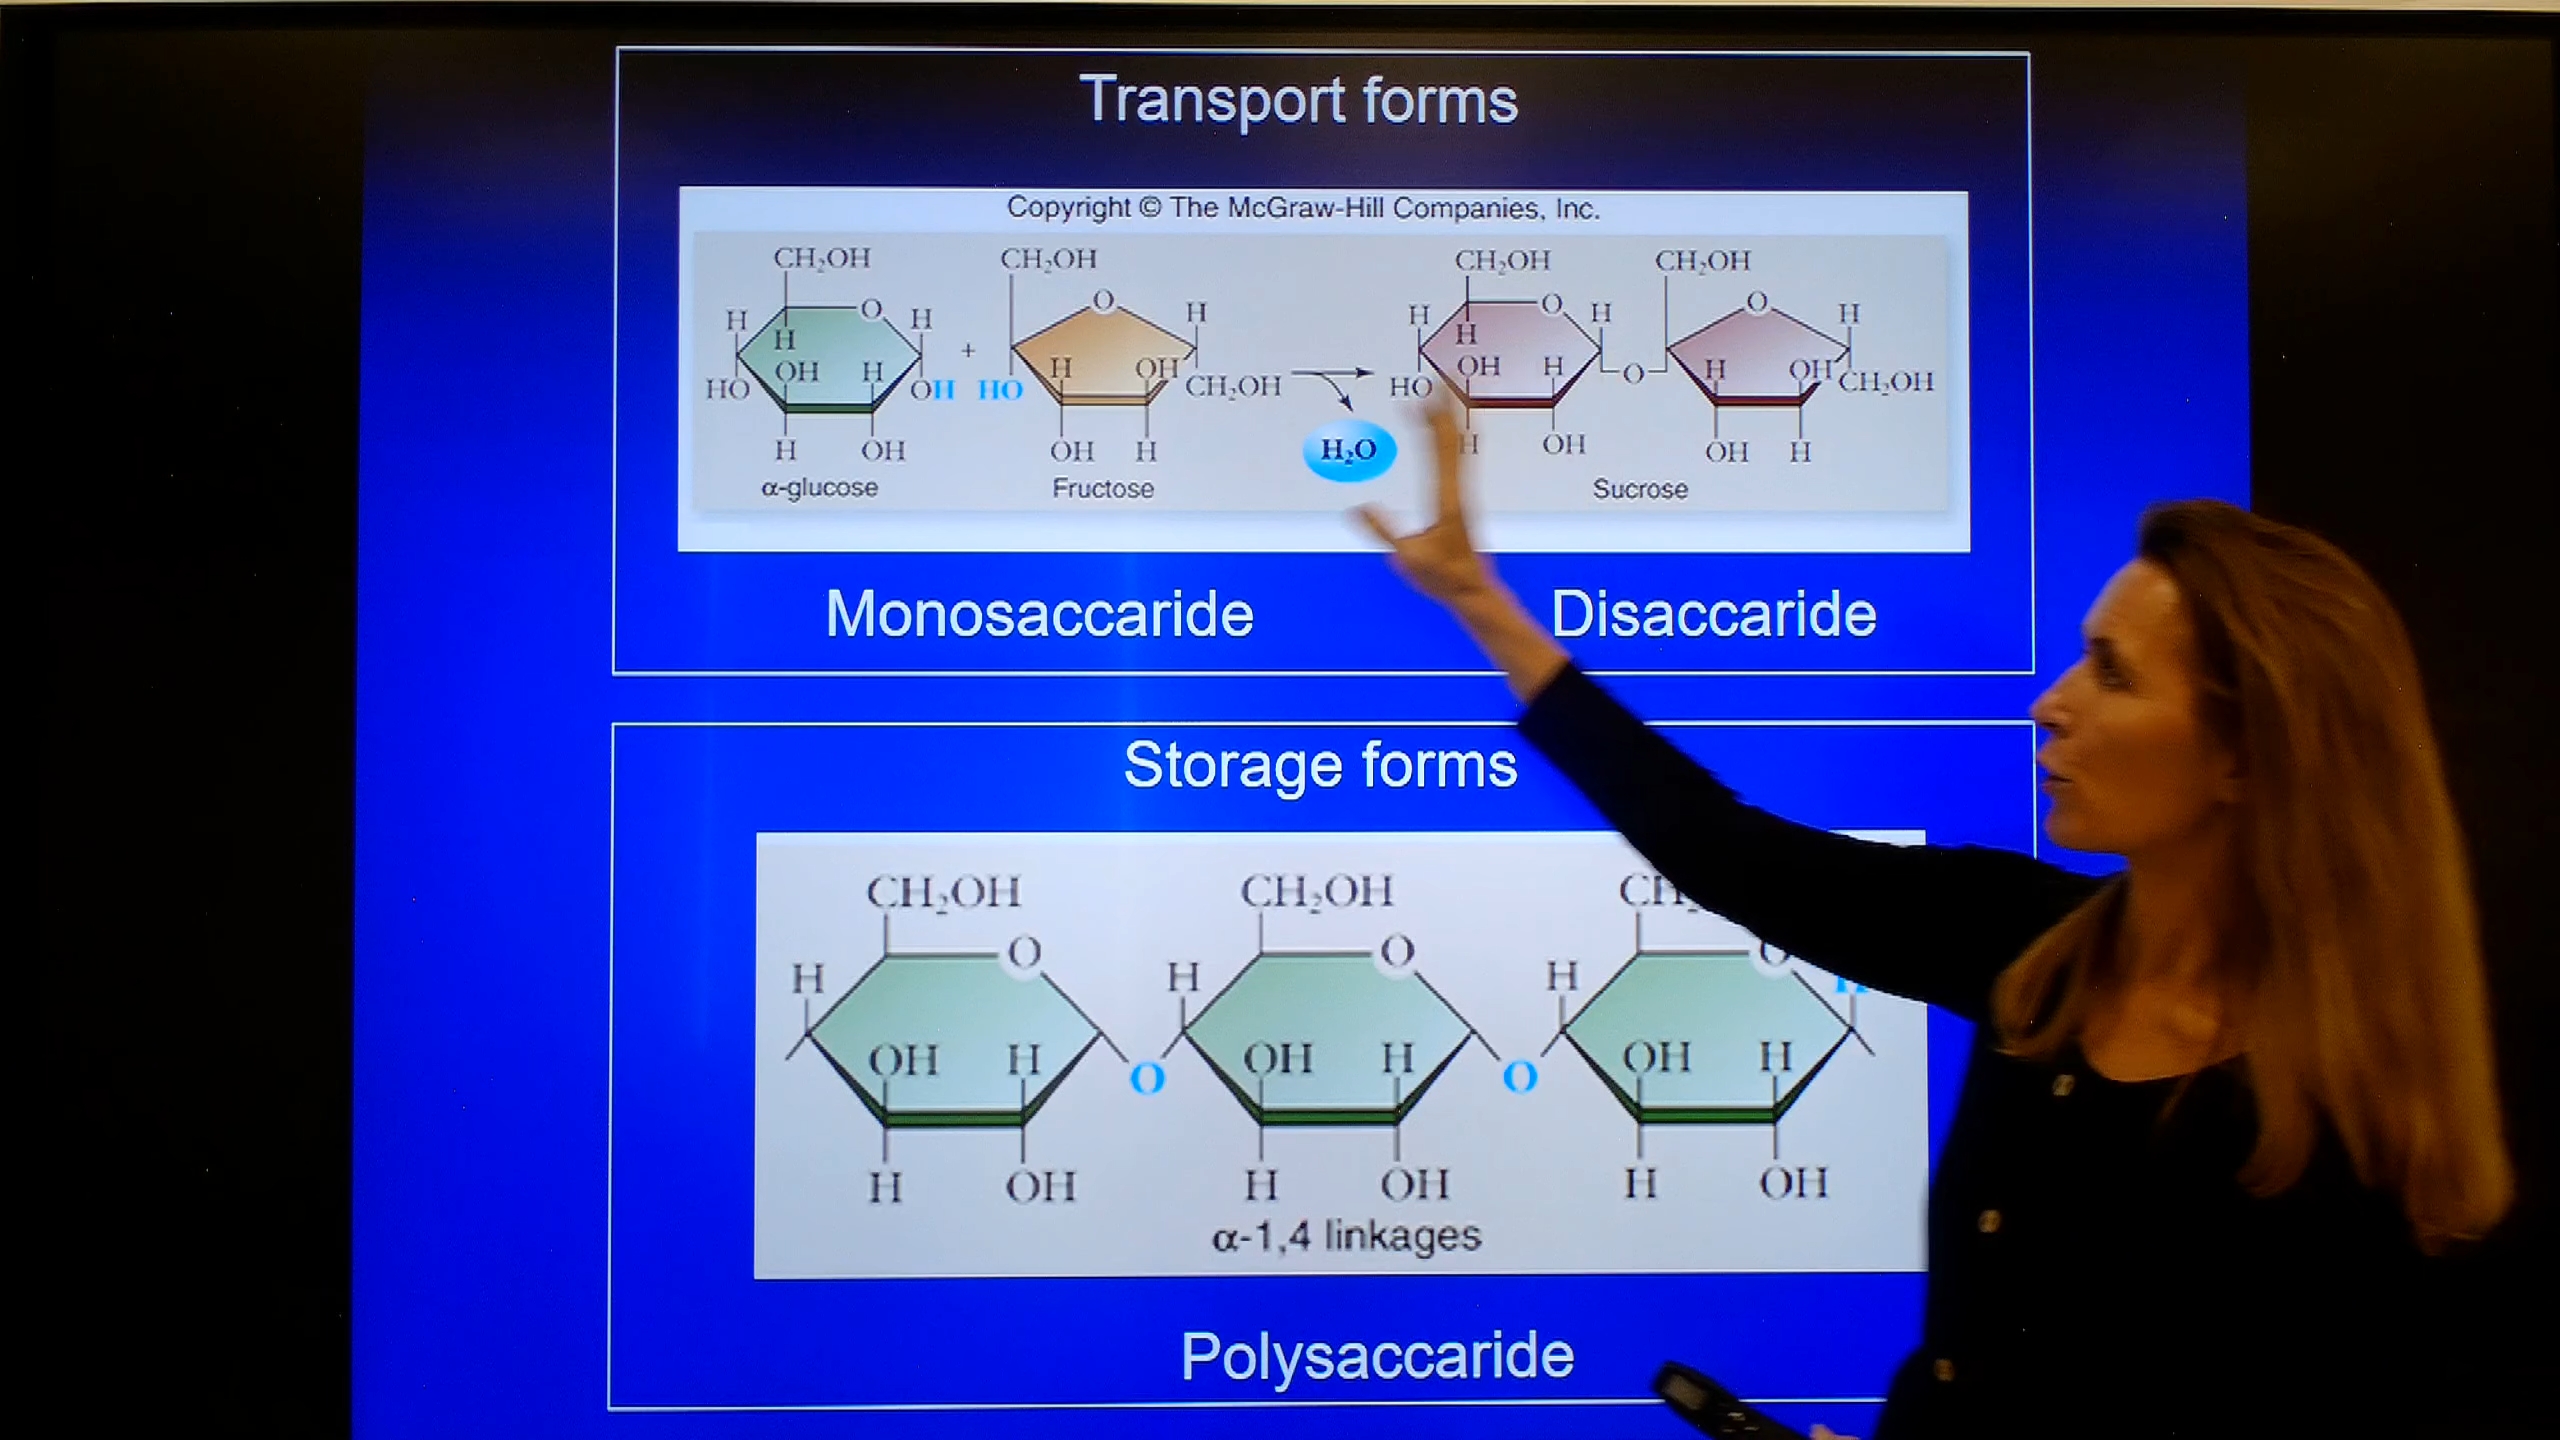 Transport forms
Copyright © The McGraw-Hill Companies, Inc.
CH₂OH CH₂OH CH₂OH CH₂OH
O O O O
H H H H H H
H H
OH H H OH OH H H OH
+
HO OH HO CH₂OH HO O CH₂OH
H₂O
H OH OH H H OH OH H
α-glucose Fructose Sucrose
Monosaccaride Disaccaride
Storage forms
CH₂OH CH₂OH
O O O
H H H H
OH H OH H OH H
O O
H OH H OH H OH
α-1,4 linkages
Polysaccaride